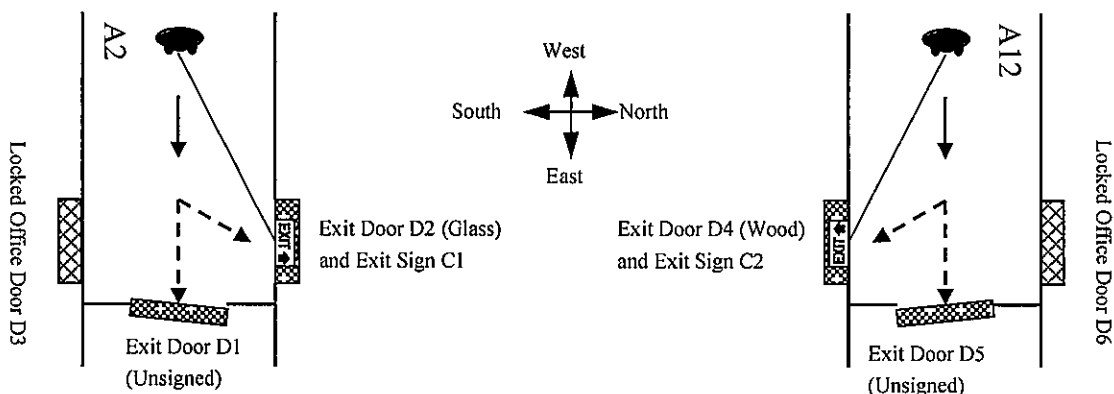 A2
A12
West
South
North
East
Locked Office Door D3
EXIT
Exit Door D2 (Glass)
and Exit Sign C1
Exit Door D4 (Wood)
and Exit Sign C2
EXIT
Locked Office Door D6
Exit Door D1
(Unsigned)
Exit Door D5
(Unsigned)